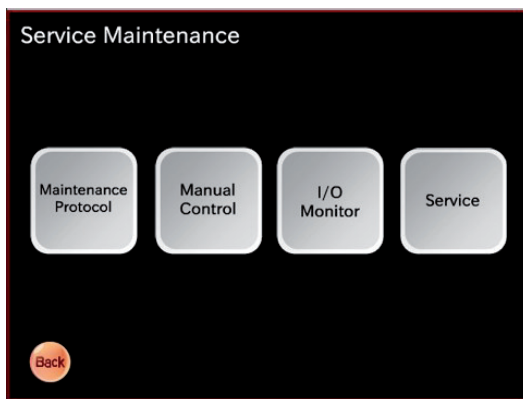 Service Maintenance
Maintenance
Protocol
Manual
Control
I/O
Monitor
Service
Back